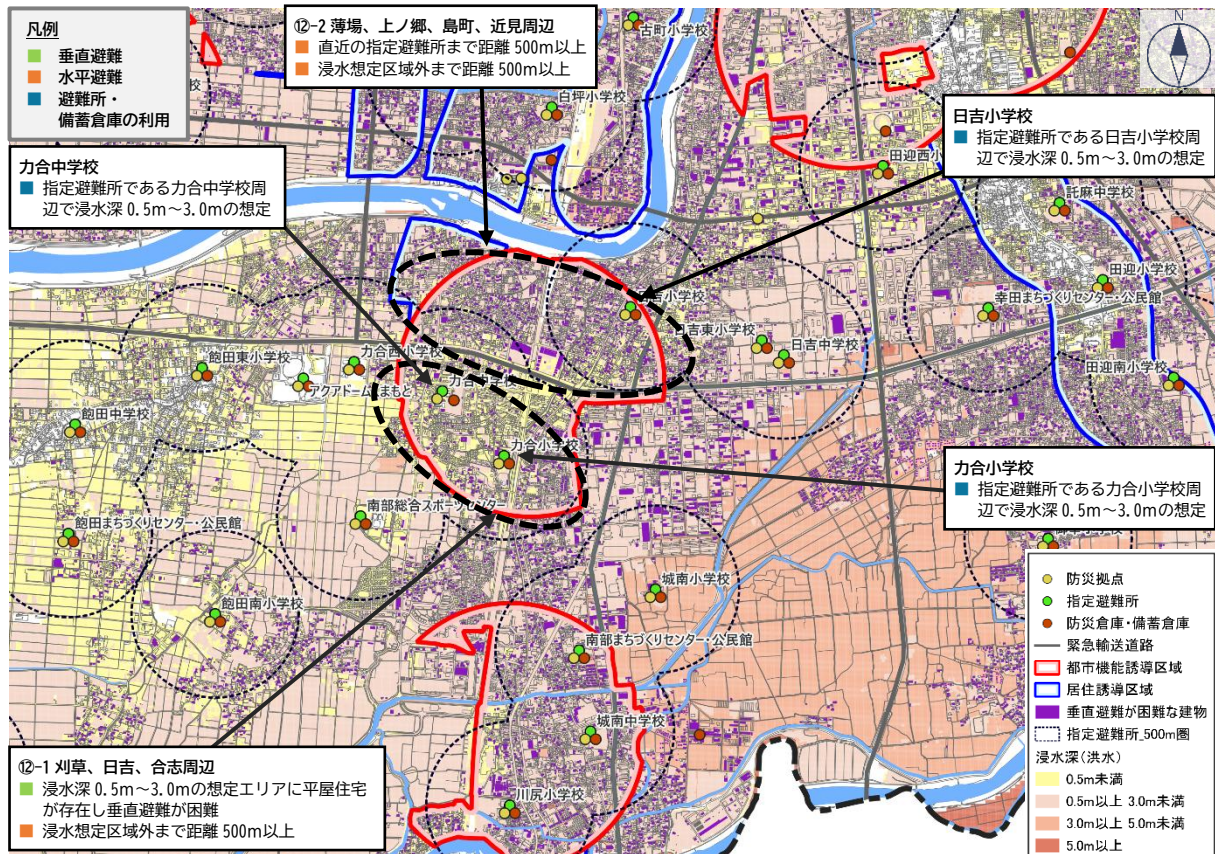 凡例
垂直避難
水平避難
避難所・
備蓄倉庫の利用
⑫-2 薄場、上ノ郷、島町、近見周辺
直近の指定避難所まで距離 500m以上
浸水想定区域外まで距離 500m以上
古町小学校
N
白坪小学校
日吉小学校
指定避難所である日吉小学校周
辺で浸水深 0.5m～3.0mの想定
力合中学校
指定避難所である力合中学校周
辺で浸水深 0.5m～3.0mの想定
田迎西小
託麻中学校
田迎小学校
幸田まちづくりセンター・公民館
日吉小学校
日吉東小学校
日吉中学校
田迎南小学校
力合西小学校
飽田東小学校
アクアドームくまもと
飽田中学校
力合小学校
力合小学校
指定避難所である力合小学校周
辺で浸水深 0.5m～3.0mの想定
南部総合スポーツセンター
飽田まちづくりセンター・公民館
城南小学校
飽田南小学校
南部まちづくりセンター・公民館
城南中学校
川尻小学校
⑫-1 刈草、日吉、合志周辺
浸水深 0.5m～3.0mの想定エリアに平屋住宅
が存在し垂直避難が困難
浸水想定区域外まで距離 500m以上
防災拠点
指定避難所
防災倉庫・備蓄倉庫
緊急輸送道路
都市機能誘導区域
居住誘導区域
垂直避難が困難な建物
指定避難所_500m圏
浸水深(洪水)
0.5m未満
0.5m以上 3.0m未満
3.0m以上 5.0m未満
5.0m以上